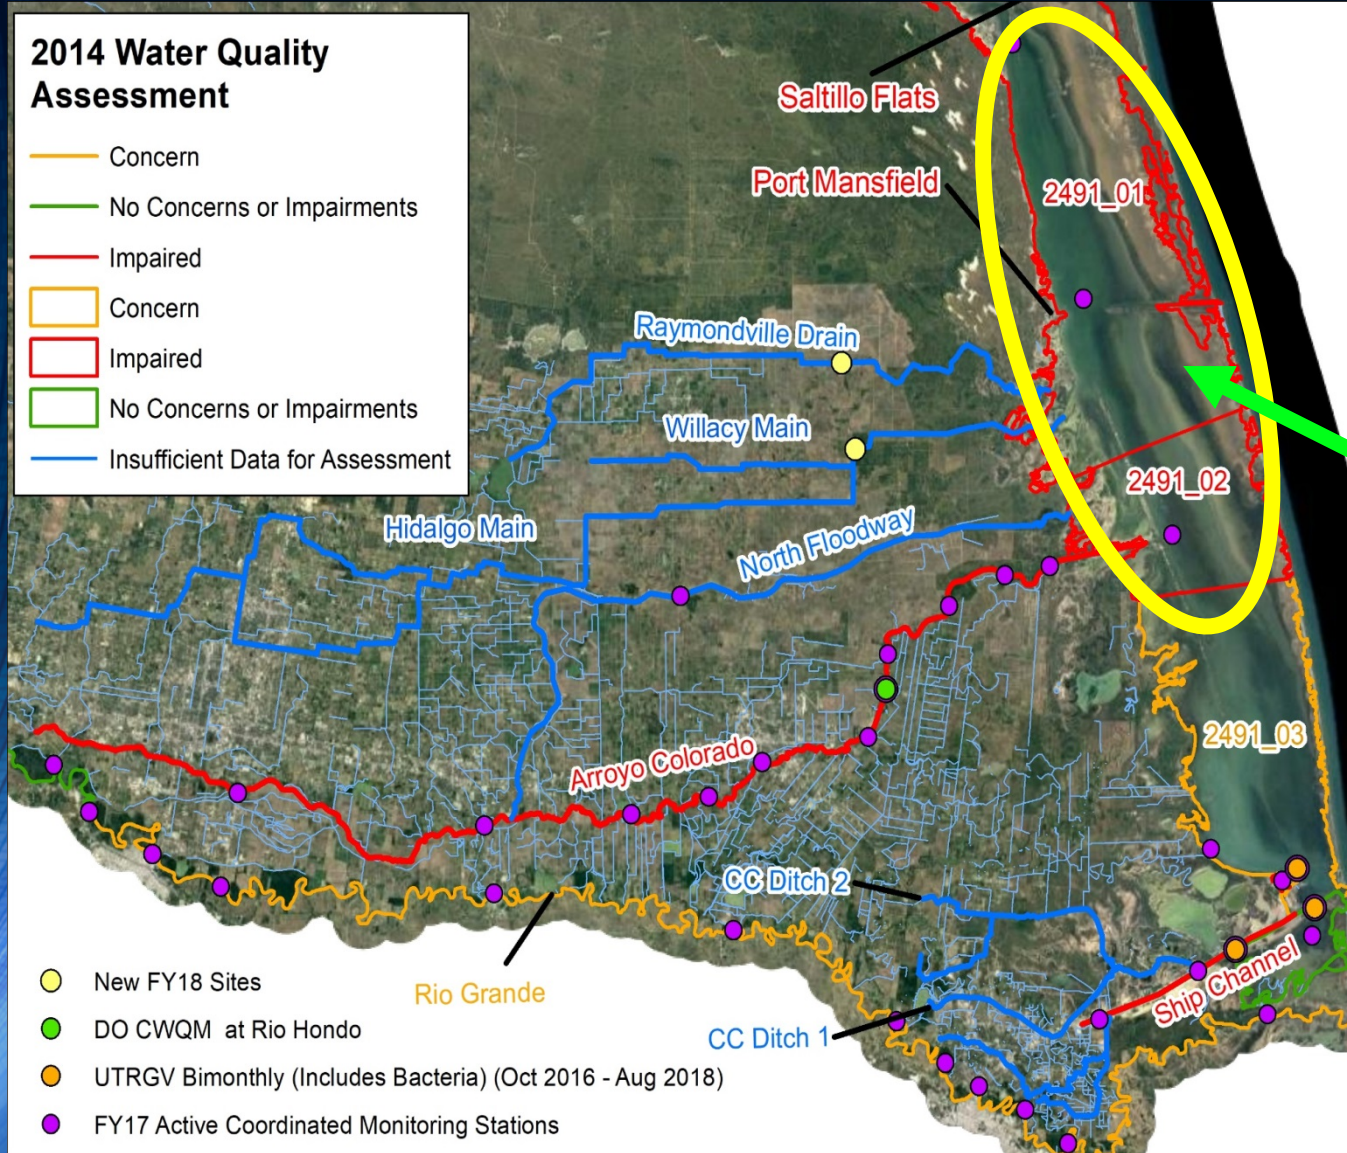 2014 Water Quality
Assessment
Concern
No Concerns or Impairments
Impaired
Concern
Impaired
No Concerns or Impairments
Insufficient Data for Assessment
Saltillo Flats
Port Mansfield
2491_01
Raymondville Drain
Willacy Main
2491_02
Hidalgo Main
North Floodway
2491_03
Arroyo Colorado
CC Ditch 2
Rio Grande
Ship Channel
CC Ditch 1
New FY18 Sites
DO CWQM at Rio Hondo
UTRGV Bimonthly (Includes Bacteria) (Oct 2016 - Aug 2018)
FY17 Active Coordinated Monitoring Stations